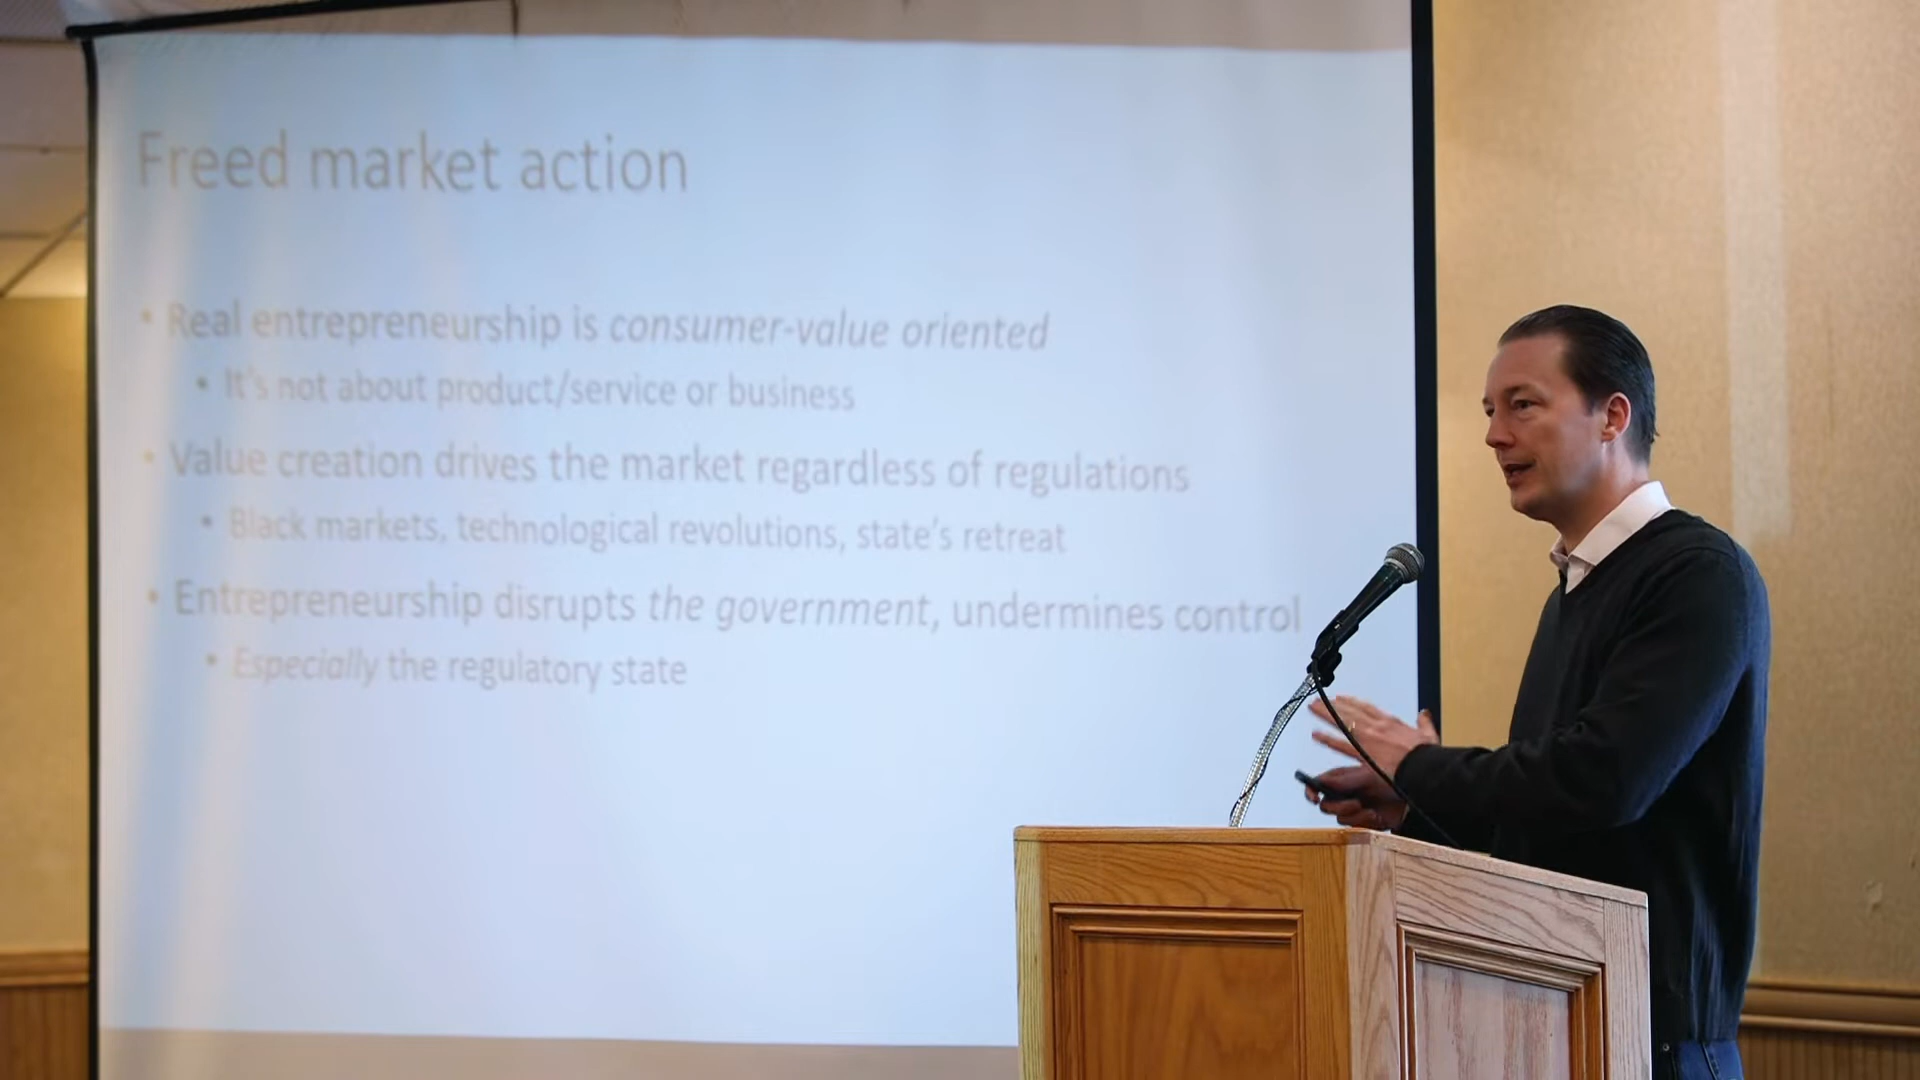 Freed market action
• Real entrepreneurship is consumer-value oriented
• It's not about product/service or business
• Value creation drives the market regardless of regulations
• Black markets, technological revolutions, state's retreat
• Entrepreneurship disrupts the government, undermines control
• Especially the regulatory state